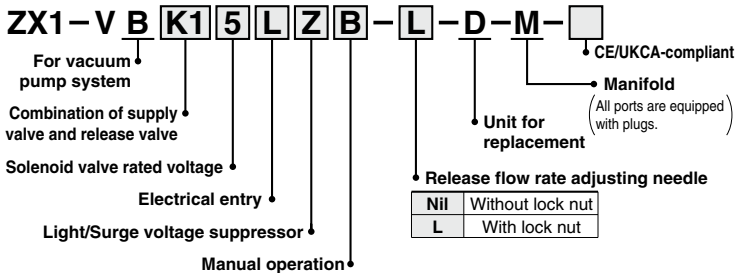 ZX1-V B K1 5 L Z B - L - D - M -
CE/UKCA-compliant
For vacuum
pump system
Manifold
(All ports are equipped
with plugs.)
Combination of supply
valve and release valve
Unit for
replacement
Solenoid valve rated voltage
Release flow rate adjusting needle
Nil Without lock nut
L With lock nut
Electrical entry
Light/Surge voltage suppressor
Manual operation